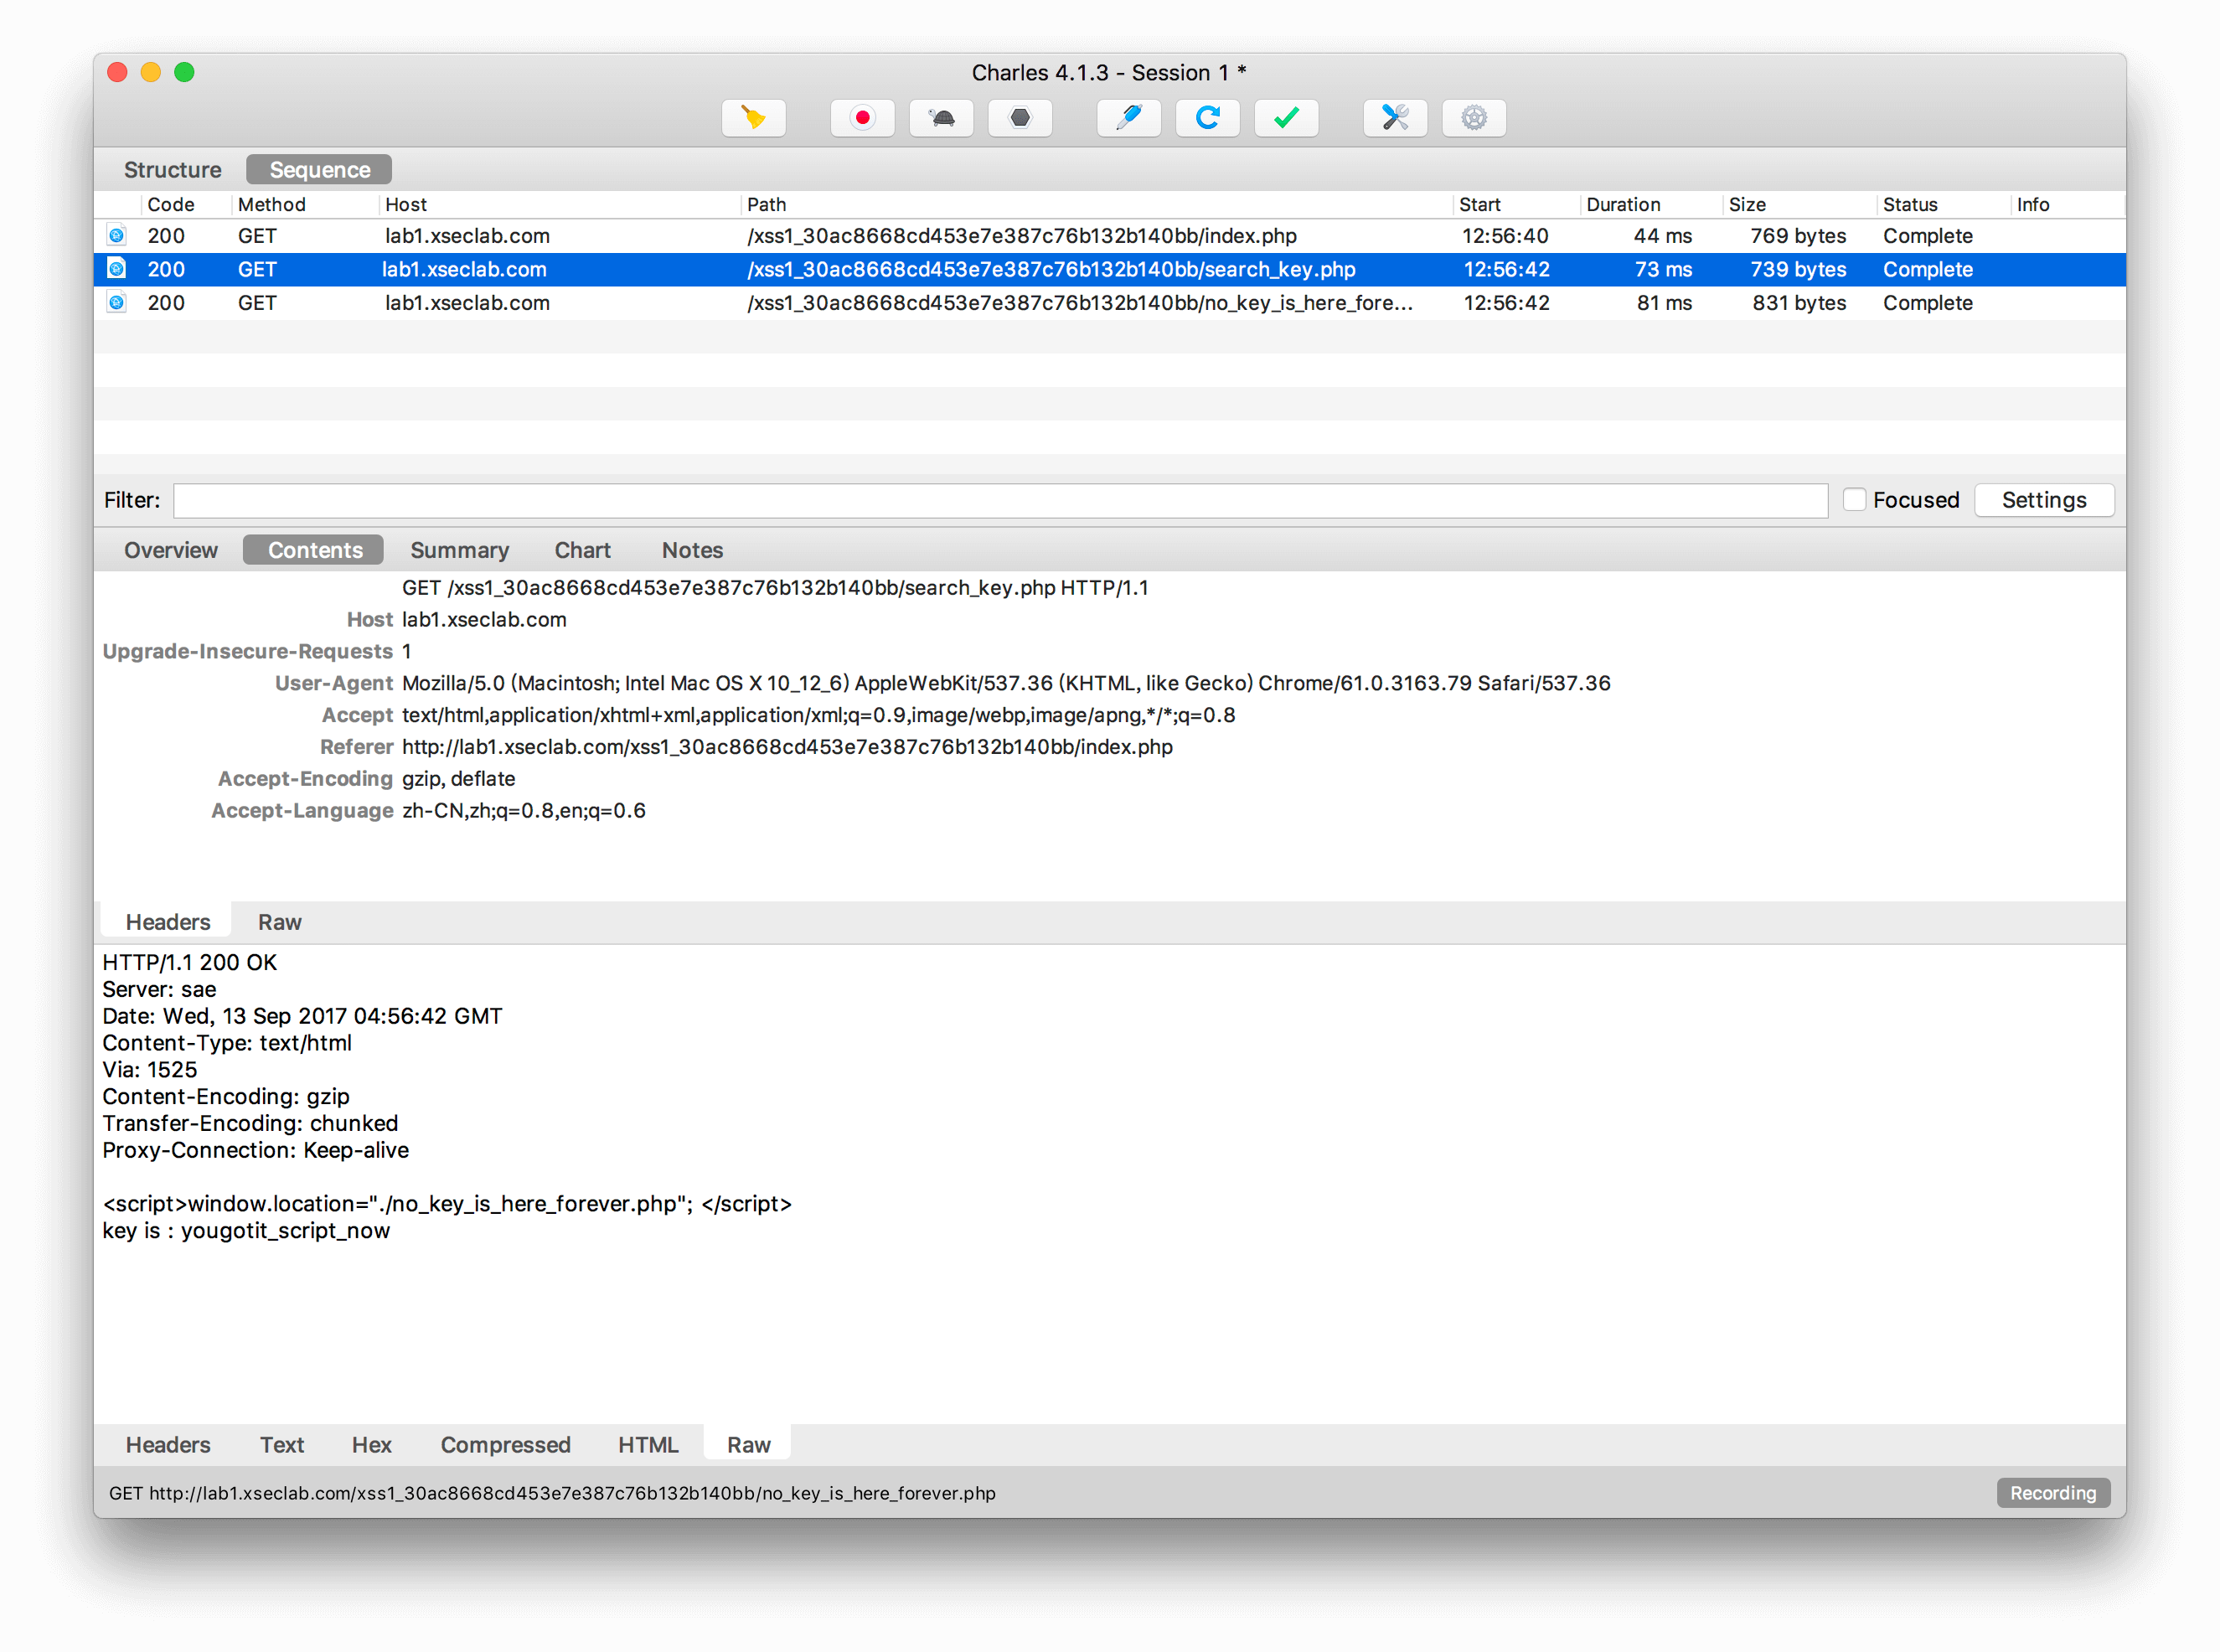 Charles 4.1.3 - Session 1 *
Structure Sequence
Code Method Host Path Start Duration Size Status Info
200 GET lab1.xseclab.com /xss1_30ac8668cd453e7e387c76b132b140bb/index.php 12:56:40 44 ms 769 bytes Complete
200 GET lab1.xseclab.com /xss1_30ac8668cd453e7e387c76b132b140bb/search_key.php 12:56:42 73 ms 739 bytes Complete
200 GET lab1.xseclab.com /xss1_30ac8668cd453e7e387c76b132b140bb/no_key_is_here_fore... 12:56:42 81 ms 831 bytes Complete
Filter: Focused Settings
Overview Contents Summary Chart Notes
GET /xss1_30ac8668cd453e7e387c76b132b140bb/search_key.php HTTP/1.1
Host lab1.xseclab.com
Upgrade-Insecure-Requests 1
User-Agent Mozilla/5.0 (Macintosh; Intel Mac OS X 10_12_6) AppleWebKit/537.36 (KHTML, like Gecko) Chrome/61.0.3163.79 Safari/537.36
Accept text/html,application/xhtml+xml,application/xml;q=0.9,image/webp,image/apng,*/*;q=0.8
Referer http://lab1.xseclab.com/xss1_30ac8668cd453e7e387c76b132b140bb/index.php
Accept-Encoding gzip, deflate
Accept-Language zh-CN,zh;q=0.8,en;q=0.6
Headers Raw
HTTP/1.1 200 OK
Server: sae
Date: Wed, 13 Sep 2017 04:56:42 GMT
Content-Type: text/html
Via: 1525
Content-Encoding: gzip
Transfer-Encoding: chunked
Proxy-Connection: Keep-alive
<script>window.location="./no_key_is_here_forever.php"; </script>
key is : yougotit_script_now
Headers Text Hex Compressed HTML Raw
GET http://lab1.xseclab.com/xss1_30ac8668cd453e7e387c76b132b140bb/no_key_is_here_forever.php Recording